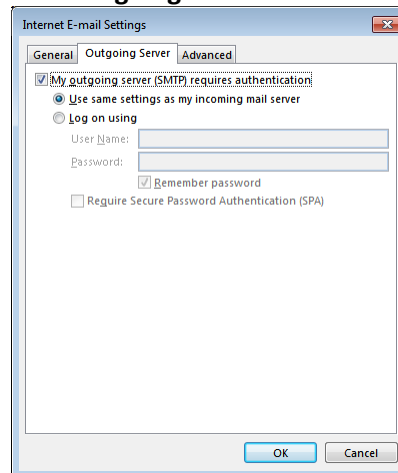 Internet E-mail Settings
General Outgoing Server Advanced
My outgoing server (SMTP) requires authentication
Use same settings as my incoming mail server
Log on using
User Name:
Password:
Remember password
Require Secure Password Authentication (SPA)
OK Cancel